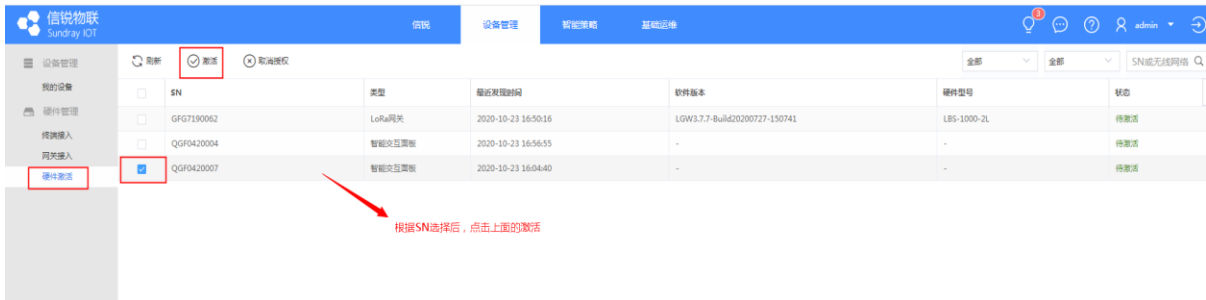 信锐物联
Sundray IOT
信锐 设备管理 智能策略 基础运维
3 admin
设备管理
我的设备
硬件管理
终端接入
网关接入
硬件激活
刷新 激活 取消授权 全部 全部 SN或无线网络
SN 类型 最近发现时间 软件版本 硬件型号 状态
GFG7190062 LoRa网关 2020-10-23 16:50:16 LGW3.7.7-Build20200727-150741 LBS-1000-2L 待激活
QGF0420004 智能交互面板 2020-10-23 16:56:55 - - 待激活
QGF0420007 智能交互面板 2020-10-23 16:04:40 - - 待激活
根据SN选择后，点击上面的激活